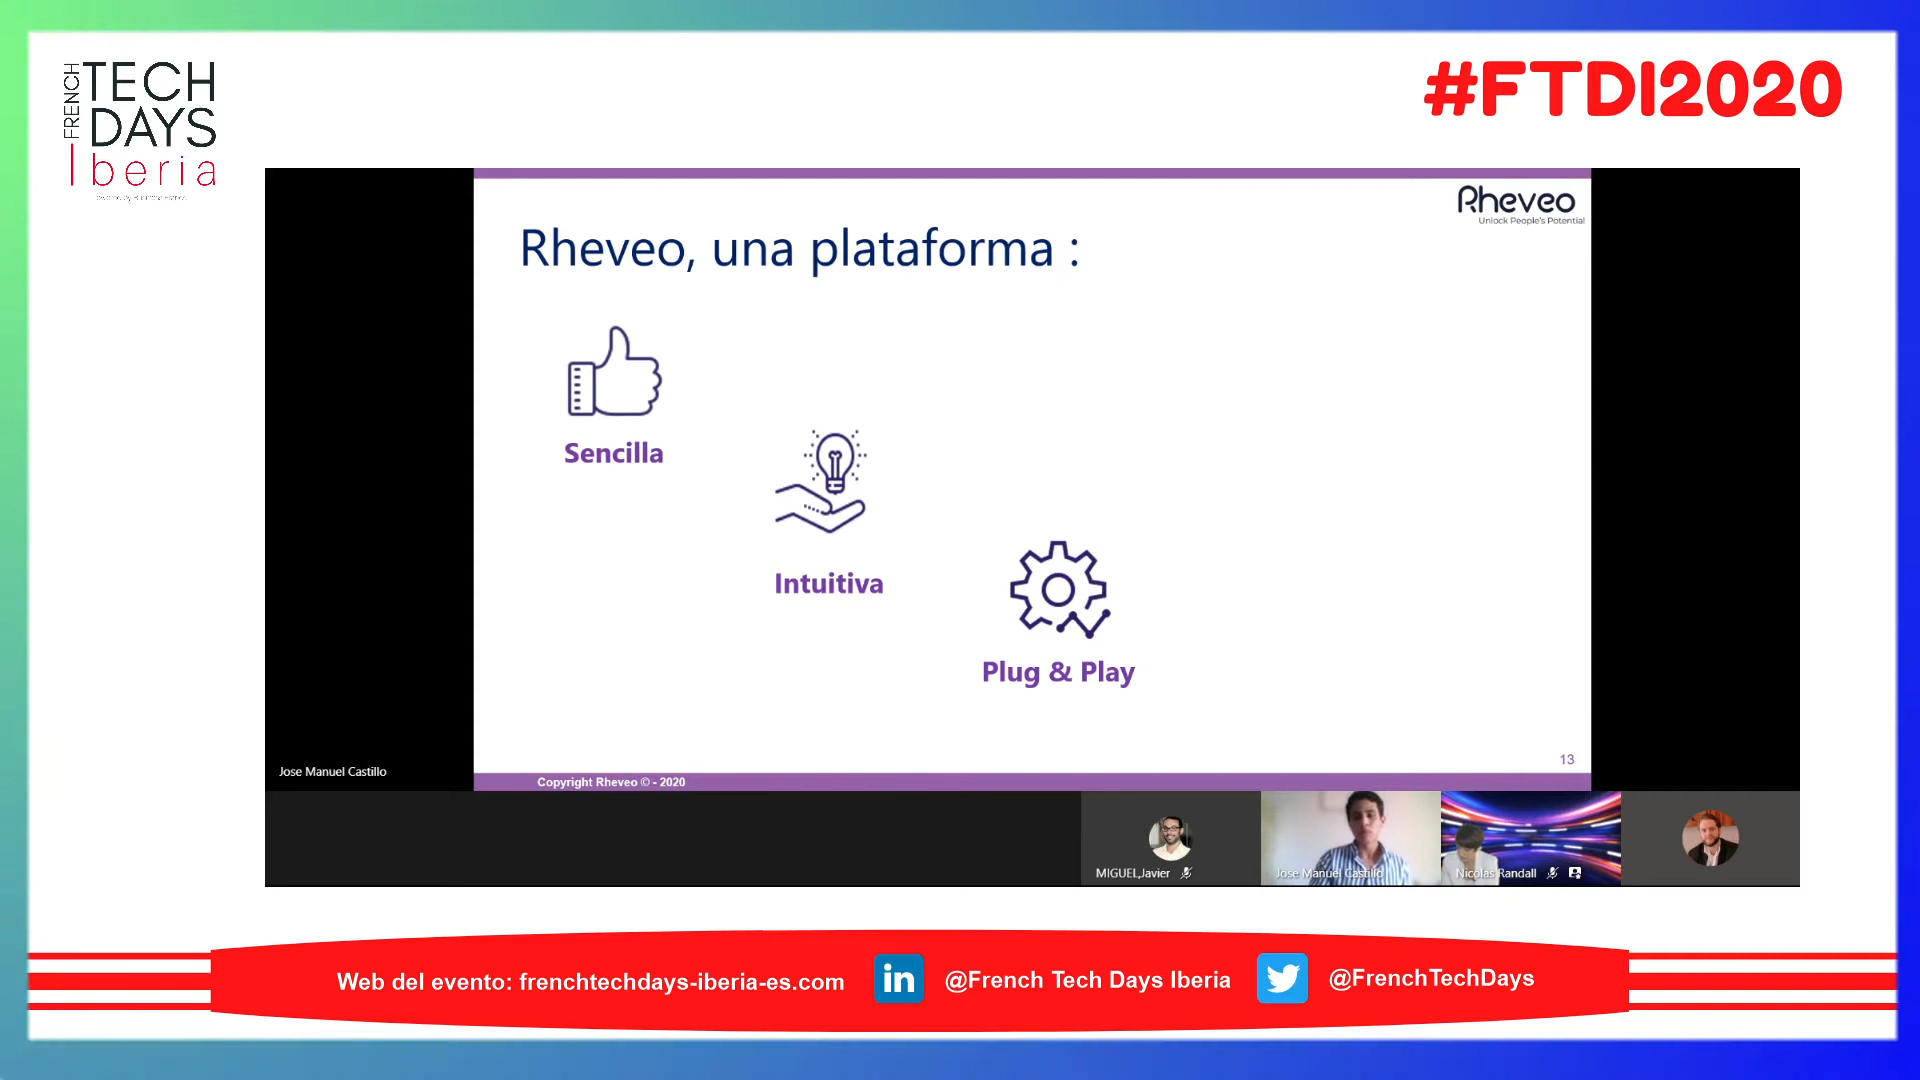 FRENCH
TECH
DAYS
Iberia
#FTDI2020
Rheveo
Unlock People's Potential
Rheveo, una plataforma :
Sencilla
Intuitiva
Plug & Play
13
Jose Manuel Castillo
Copyright Rheveo © - 2020
MIGUEL,Javier
Jose Manuel Castillo
Nicolas Randall
Web del evento: frenchtechdays-iberia-es.com
in
@French Tech Days Iberia
@FrenchTechDays